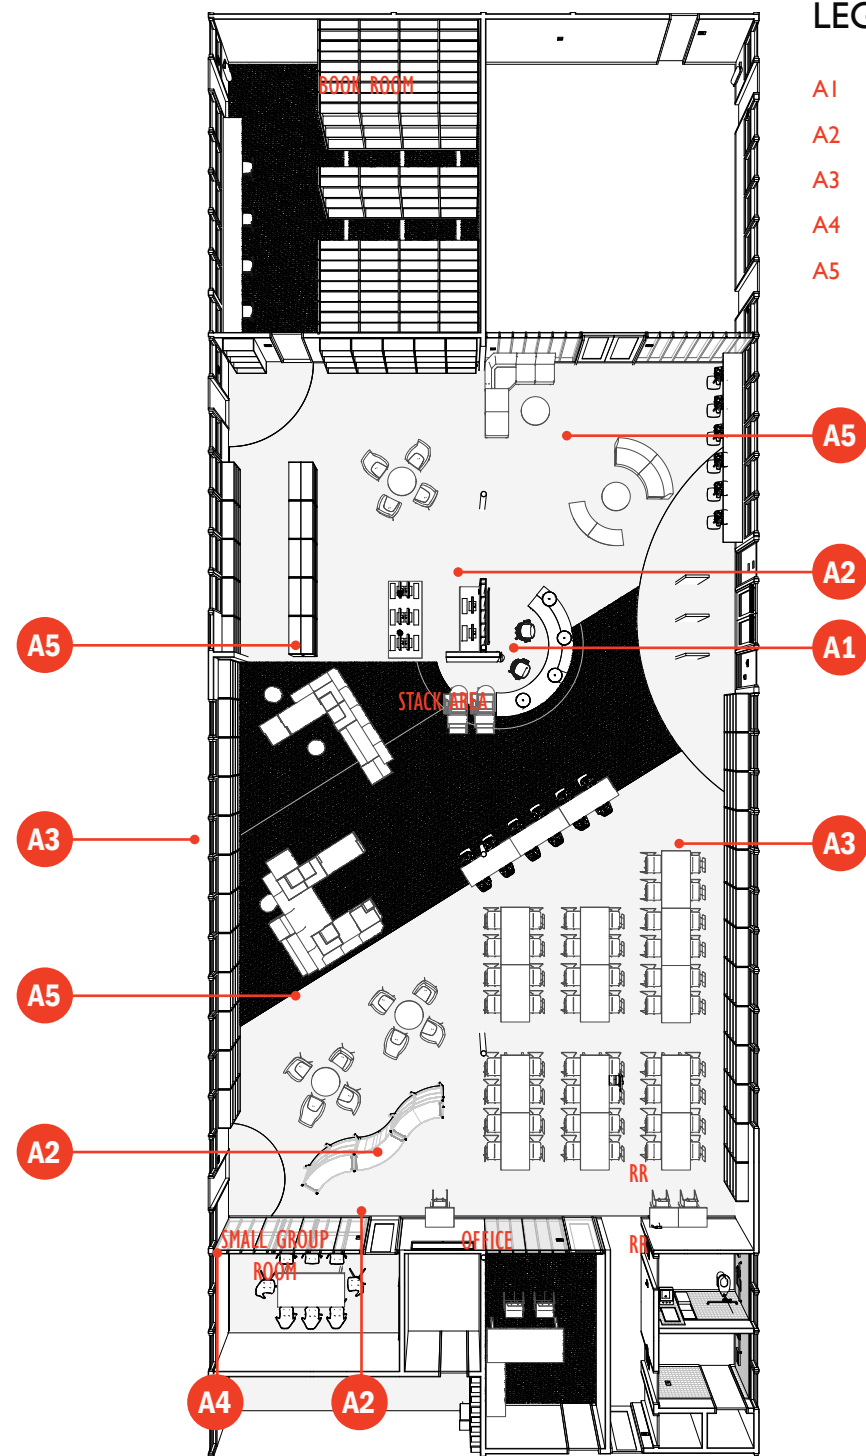 LEG
A1
A2
A3
A4
A5
BOOK ROOM
A5
A2
A5
A1
STACK AREA
A3
A3
A5
A2
RR
SMALL GROUP
ROOM
OFFICE
RR
A4
A2